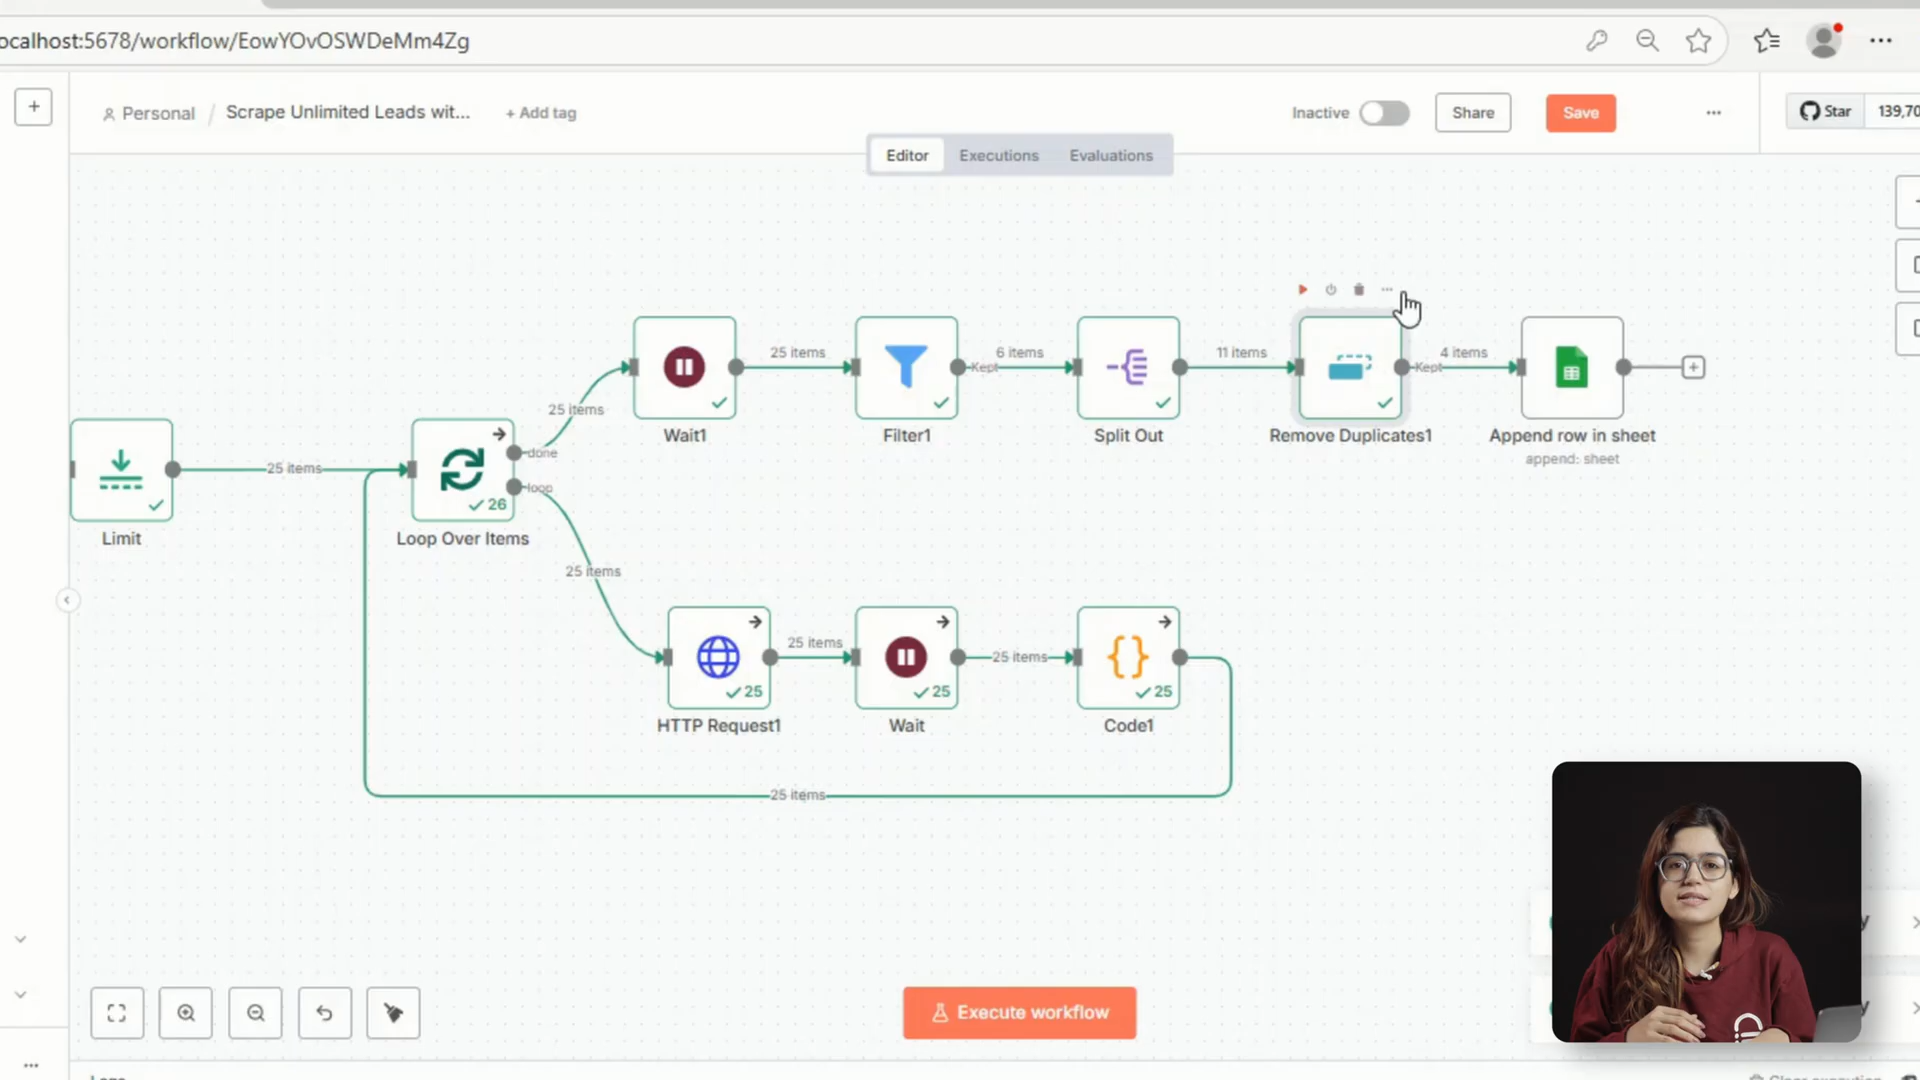 ocalhost:5678/workflow/EowYOvOSWDeMm4Zg
Personal / Scrape Unlimited Leads wit... + Add tag
Inactive Share Save ... Star 139,70
Editor Executions Evaluations
25 items
6 items
11 items
4 items
Kept
Kept
25 items
Wait1
Filter1
Split Out
Remove Duplicates1
Append row in sheet
append: sheet
25 items
done
loop
26
Limit
Loop Over Items
25 items
25 items
25 items
25
25
25
HTTP Request1
Wait
Code1
25 items
y
y
Execute workflow
...